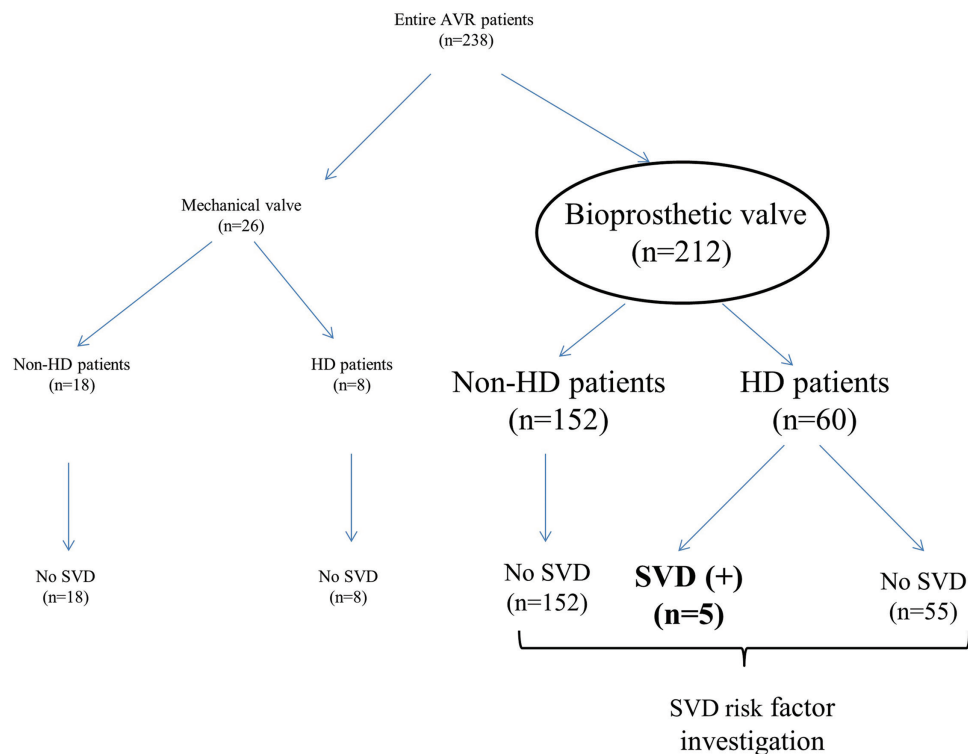 Entire AVR patients
(n=238)
Mechanical valve
(n=26)
Bioprosthetic valve
(n=212)
Non-HD patients
(n=18)
HD patients
(n=8)
Non-HD patients
(n=152)
HD patients
(n=60)
No SVD
(n=18)
No SVD
(n=8)
No SVD
(n=152)
SVD (+)
(n=5)
No SVD
(n=55)
SVD risk factor
investigation